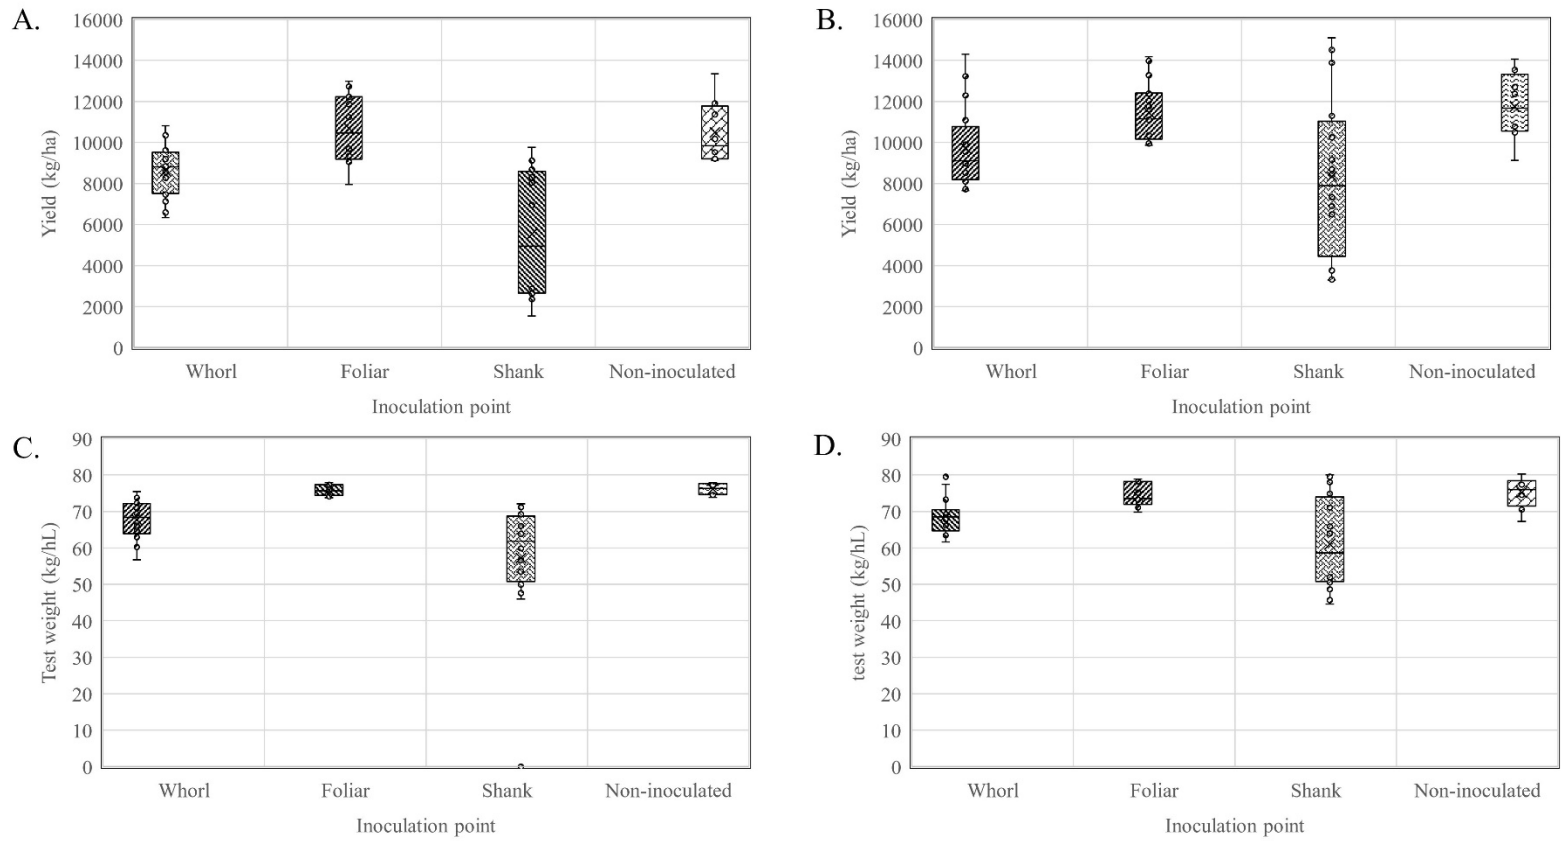 A.
Yield (kg/ha)
16000
14000
12000
10000
8000
6000
4000
2000
0
Whorl Foliar Shank Non-inoculated
Inoculation point
B.
Yield (kg/ha)
16000
14000
12000
10000
8000
6000
4000
2000
0
Whorl Foliar Shank Non-inoculated
Inoculation point
C.
Test weight (kg/hL)
90
80
70
60
50
40
30
20
10
0
Whorl Foliar Shank Non-inoculated
Inoculation point
D.
test weight (kg/hL)
90
80
70
60
50
40
30
20
10
0
Whorl Foliar Shank Non-inoculated
Inoculation point